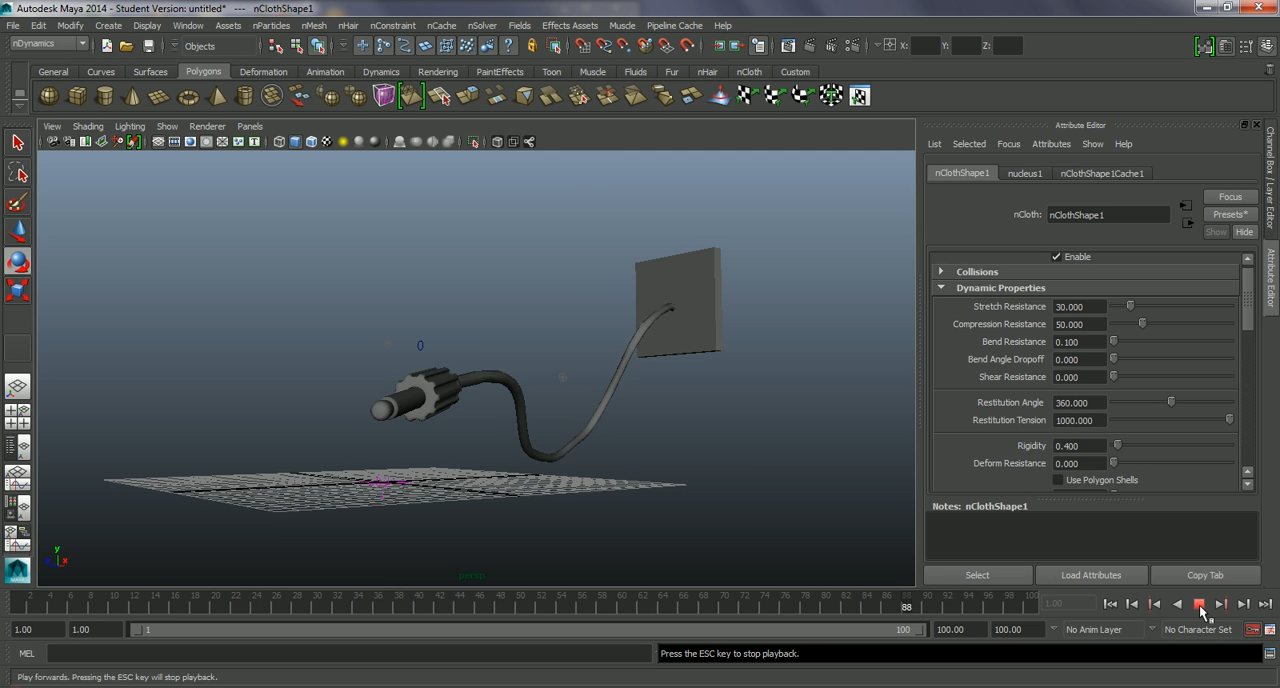 Autodesk Maya 2014 - Student Version: untitled* --- nClothShape1
File Edit Modify Create Display Window Assets nParticles nMesh nHair nConstraint nCache nSolver Fields Effects Assets Muscle Pipeline Cache Help
nDynamics Objects X: Y: Z:
General Curves Surfaces Polygons Deformation Animation Dynamics Rendering PaintEffects Toon Muscle Fluids Fur nHair nCloth Custom
View Shading Lighting Show Renderer Panels
Attribute Editor
List Selected Focus Attributes Show Help
nClothShape1 nucleus1 nClothShape1Cache1
Focus
nCloth: nClothShape1
Presets*
Show Hide
Enable
Collisions
Dynamic Properties
Stretch Resistance 30.000
Compression Resistance 50.000
Bend Resistance 0.100
Bend Angle Dropoff 0.000
Shear Resistance 0.000
Restitution Angle 360.000
Restitution Tension 1000.000
Rigidity 0.400
Deform Resistance 0.000
Use Polygon Shells
Notes: nClothShape1
Select Load Attributes Copy Tab
Channel Box / Layer Editor
Attribute Editor
0
y
x
persp
2 4 6 8 10 12 14 16 18 20 22 24 26 28 30 32 34 36 38 40 42 44 46 48 50 52 54 56 58 60 62 64 66 68 70 72 74 76 78 80 82 84 86 88 90 92 94 96 98 100
88
1.00
1.00 1.00 1 100 100.00 100.00 No Anim Layer No Character Set
MEL Press the ESC key to stop playback.
Play forwards. Pressing the ESC key will stop playback.